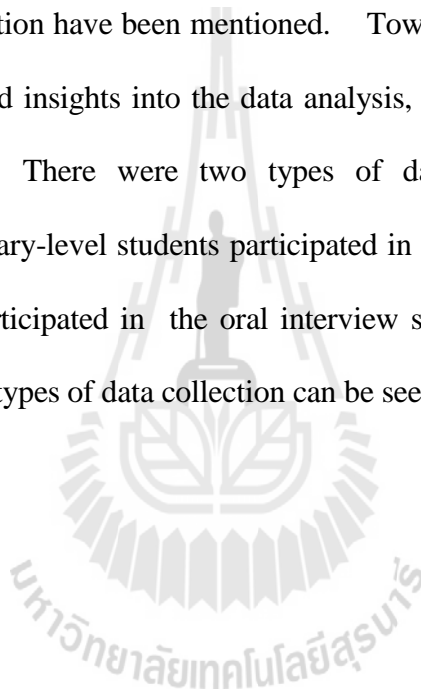 tion have been mentioned. Tow
d insights into the data analysis,
There were two types of da
ary-level students participated in
rticipated in the oral interview s
types of data collection can be see
มหาวิทยาลัยเทคโนโลยีสุรนารี